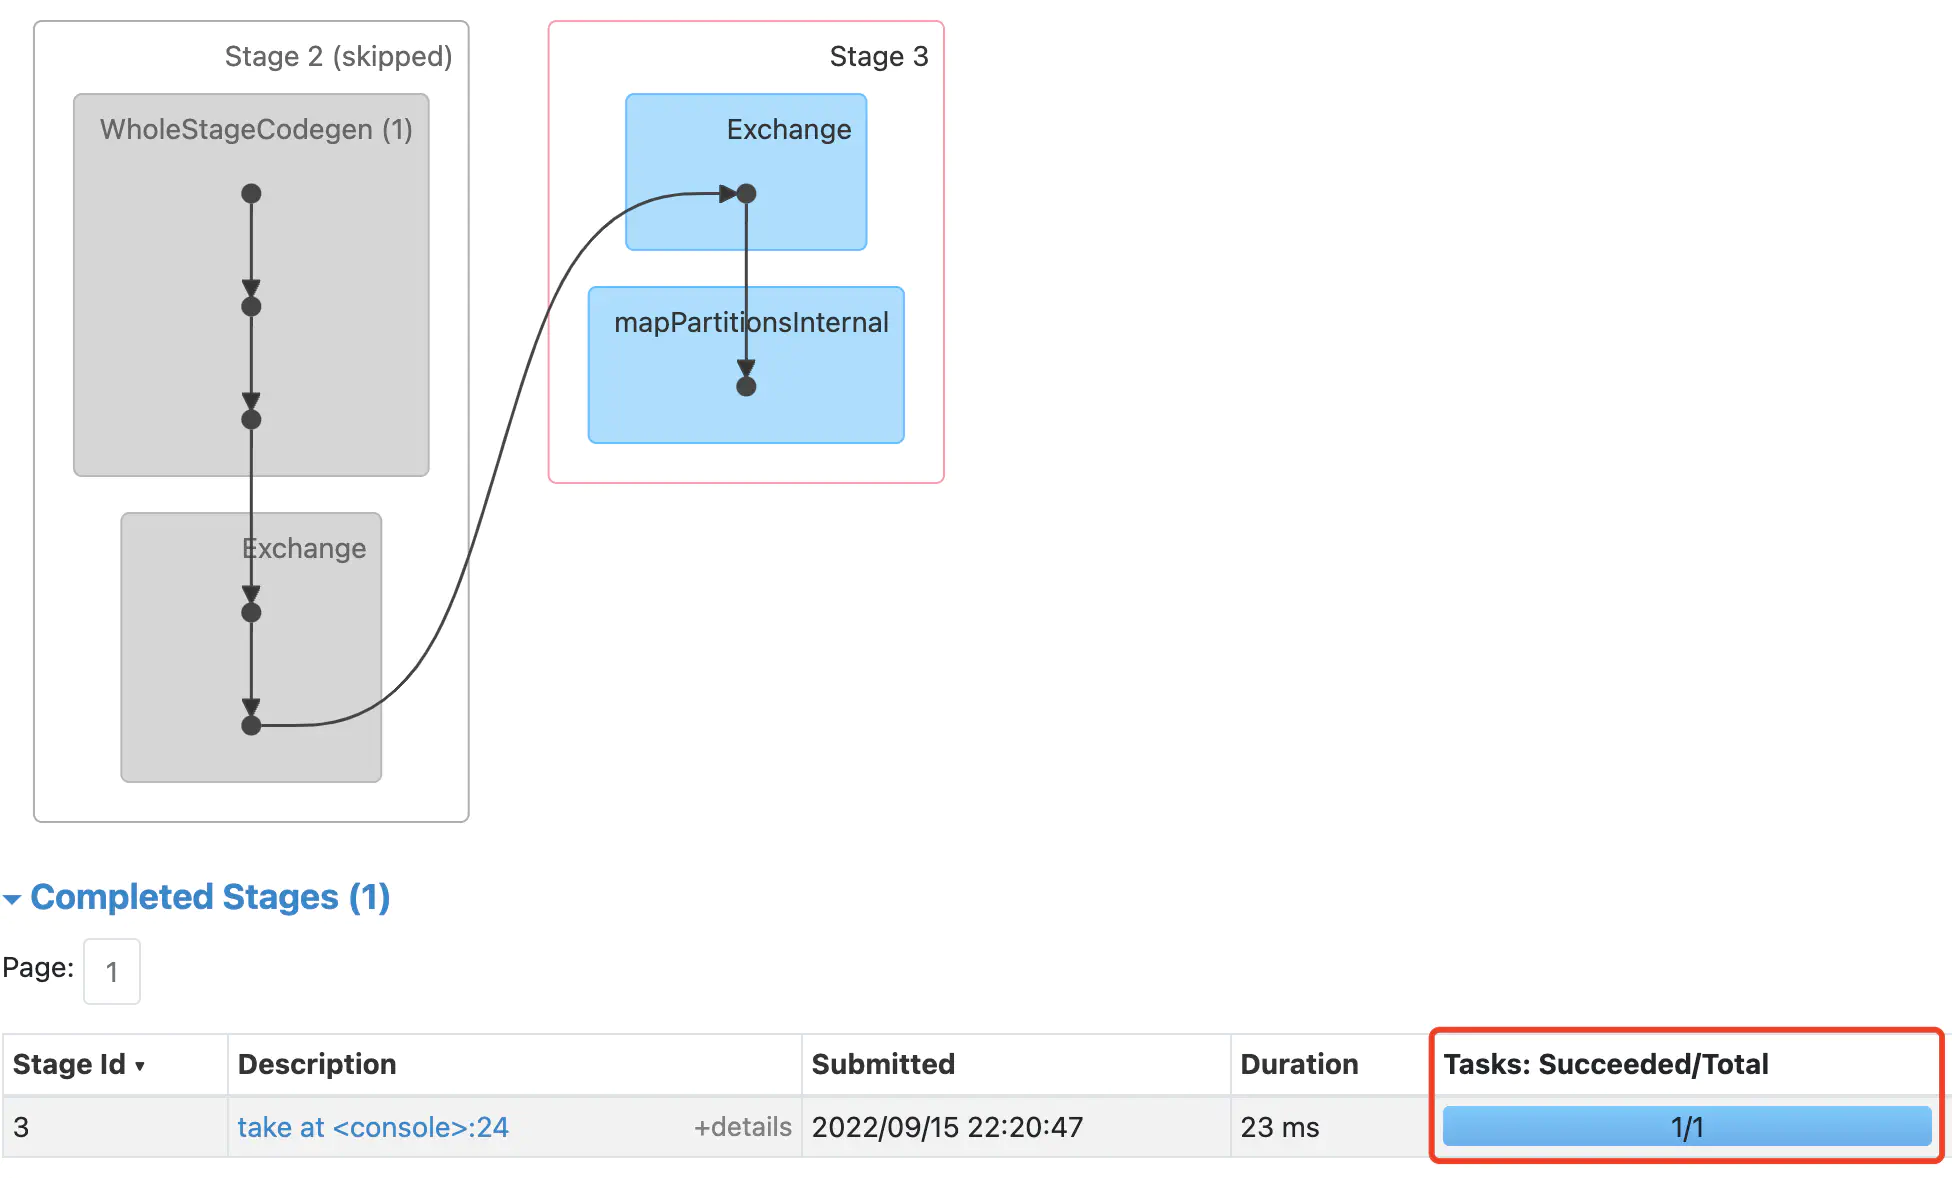 Stage 2 (skipped)
WholeStageCodegen (1)
Exchange
Stage 3
Exchange
mapPartitionsInternal
Completed Stages (1)
Page: 1
Stage Id ▾ Description Submitted Duration Tasks: Succeeded/Total
3 take at <console>:24 +details 2022/09/15 22:20:47 23 ms 1/1